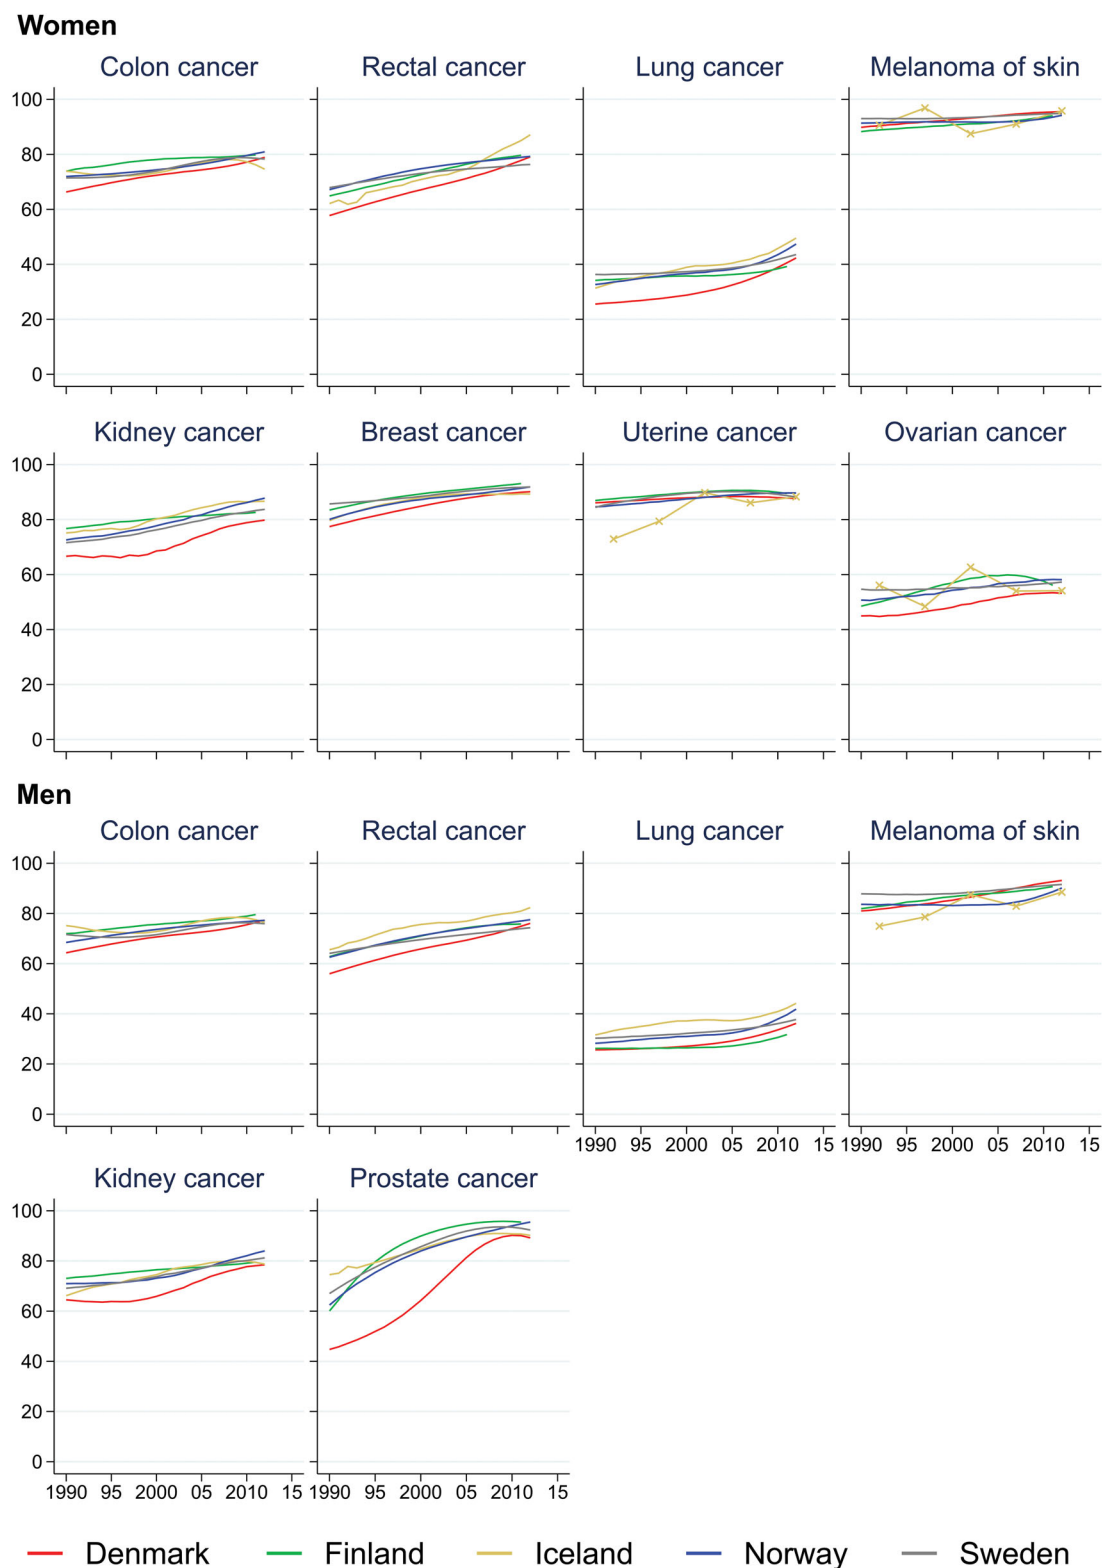 Women
Colon cancer Rectal cancer Lung cancer Melanoma of skin
100
80
60
40
20
0
Kidney cancer Breast cancer Uterine cancer Ovarian cancer
100
80
60
40
20
0
Men
Colon cancer Rectal cancer Lung cancer Melanoma of skin
100
80
60
40
20
0
1990 95 2000 05 2010 15 1990 95 2000 05 2010 15
Kidney cancer Prostate cancer
100
80
60
40
20
0
1990 95 2000 05 2010 15 1990 95 2000 05 2010 15
Denmark Finland Iceland Norway Sweden